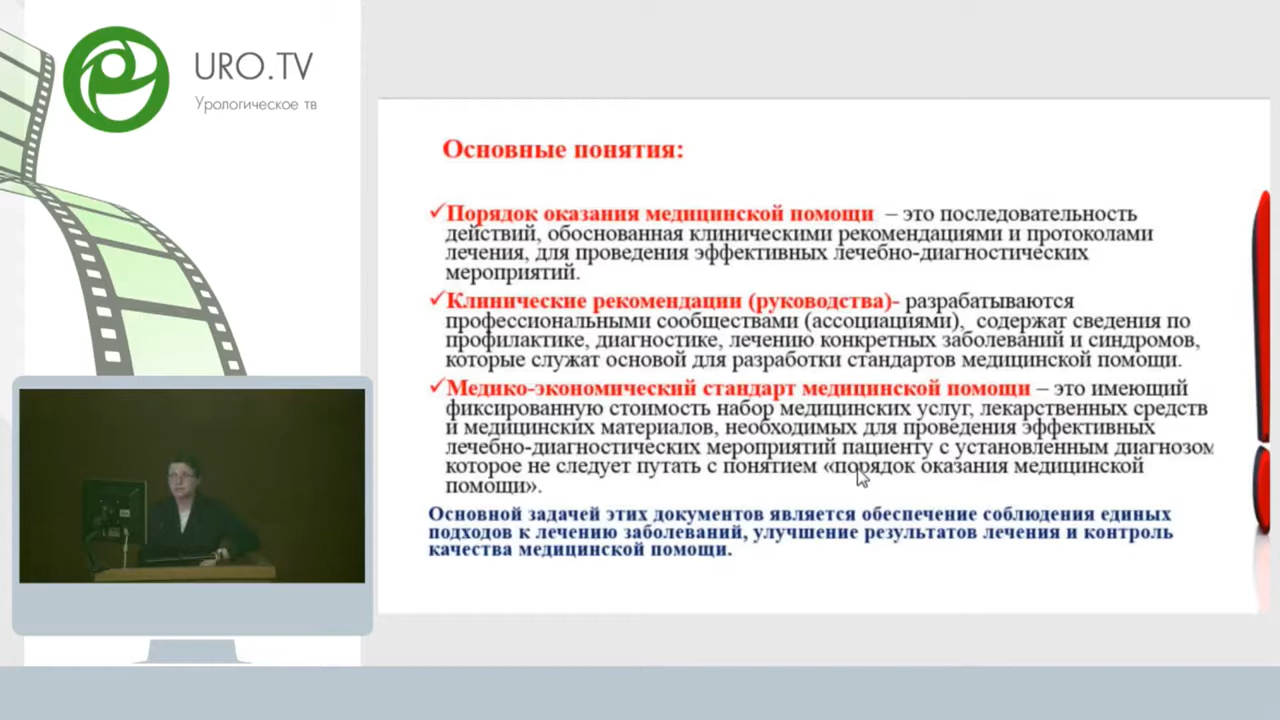 URO.TV
Урологическое тв
Основные понятия:
✓Порядок оказания медицинской помощи – это последовательность
действий, обоснованная клиническими рекомендациями и протоколами
лечения, для проведения эффективных лечебно-диагностических
мероприятий.
✓Клинические рекомендации (руководства)- разрабатываются
профессиональными сообществами (ассоциациями), содержат сведения по
профилактике, диагностике, лечению конкретных заболеваний и синдромов,
которые служат основой для разработки стандартов медицинской помощи.
✓Медико-экономический стандарт медицинской помощи – это имеющий
фиксированную стоимость набор медицинских услуг, лекарственных средств
и медицинских материалов, необходимых для проведения эффективных
лечебно-диагностических мероприятий пациенту с установленным диагнозом
которое не следует путать с понятием «порядок оказания медицинской
помощи».
Основной задачей этих документов является обеспечение соблюдения единых
подходов к лечению заболеваний, улучшение результатов лечения и контроль
качества медицинской помощи.